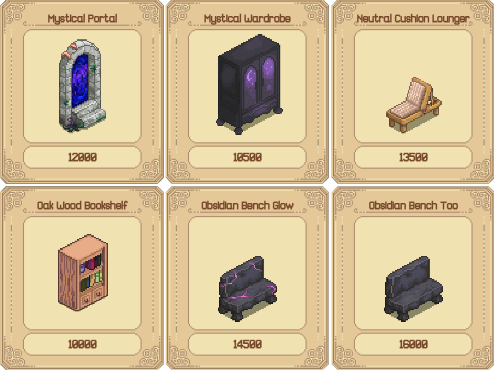 Mystical Portal
Mystical Wardrobe
Neutral Cushion Lounger
12000
10500
13500
Oak Wood Bookshelf
Obsidian Bench Glow
Obsidian Bench Too
10000
14500
16000